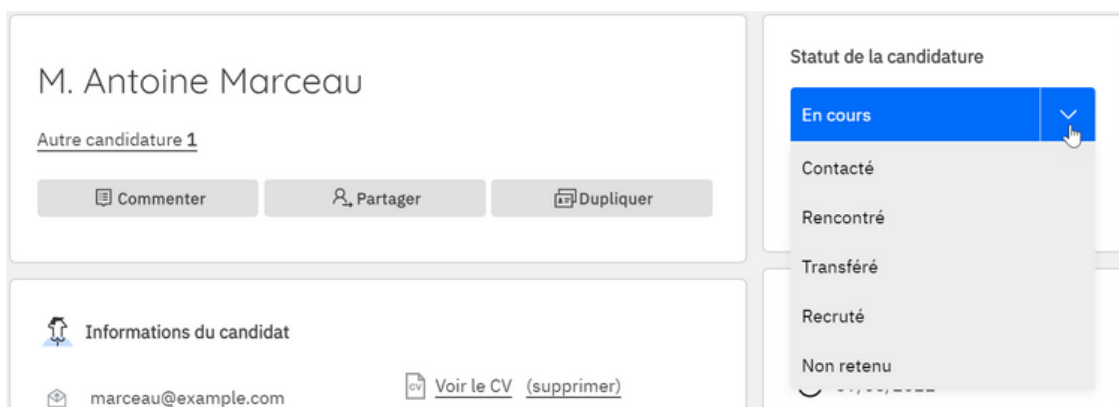 M. Antoine Marceau
Autre candidature 1
Commenter
Partager
Dupliquer
Statut de la candidature
En cours
Contacté
Rencontré
Transféré
Recruté
Non retenu
Informations du candidat
marceau@example.com
CV
Voir le CV (supprimer)